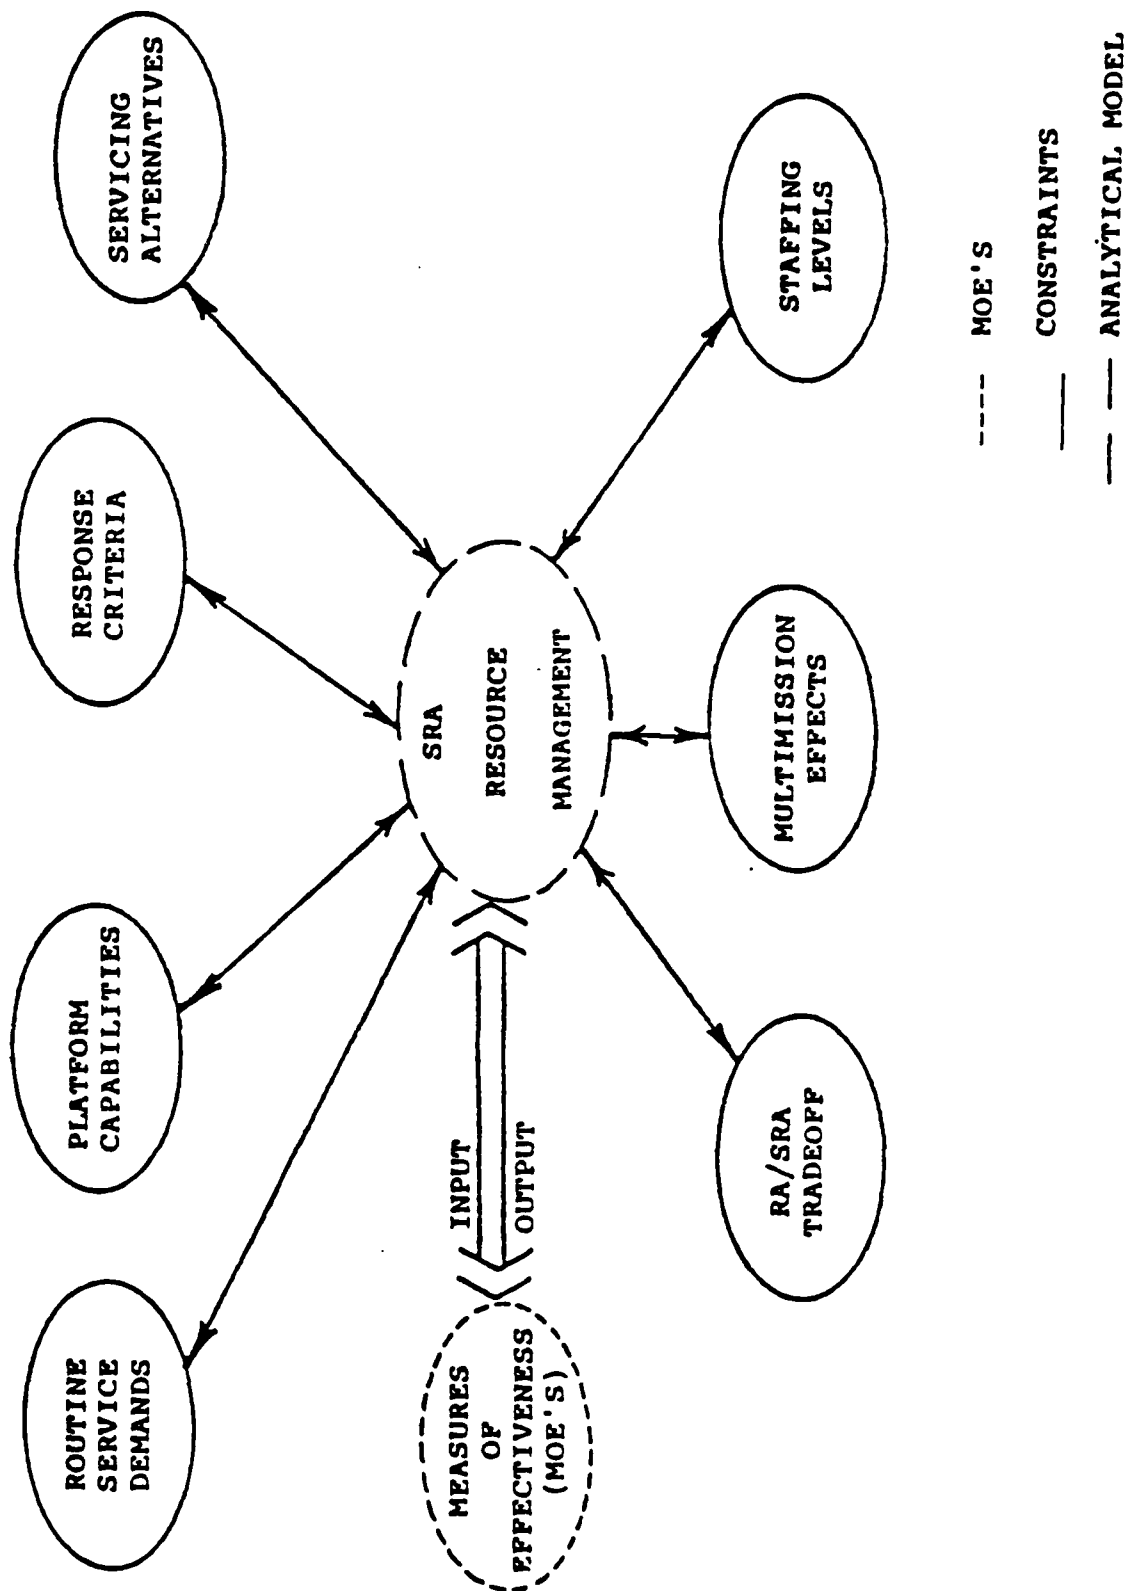 ROUTINE
SERVICE
DEMANDS
PLATFORM
CAPABILITIES
RESPONSE
CRITERIA
SERVICING
ALTERNATIVES
MEASURES
OF
EFFECTIVENESS
(MOE'S)
INPUT
OUTPUT
SRA
RESOURCE
MANAGEMENT
RA/SRA
TRADEOFF
MULTIMISSION
EFFECTS
STAFFING
LEVELS
---- MOE'S
—— CONSTRAINTS
— — ANALYTICAL MODEL